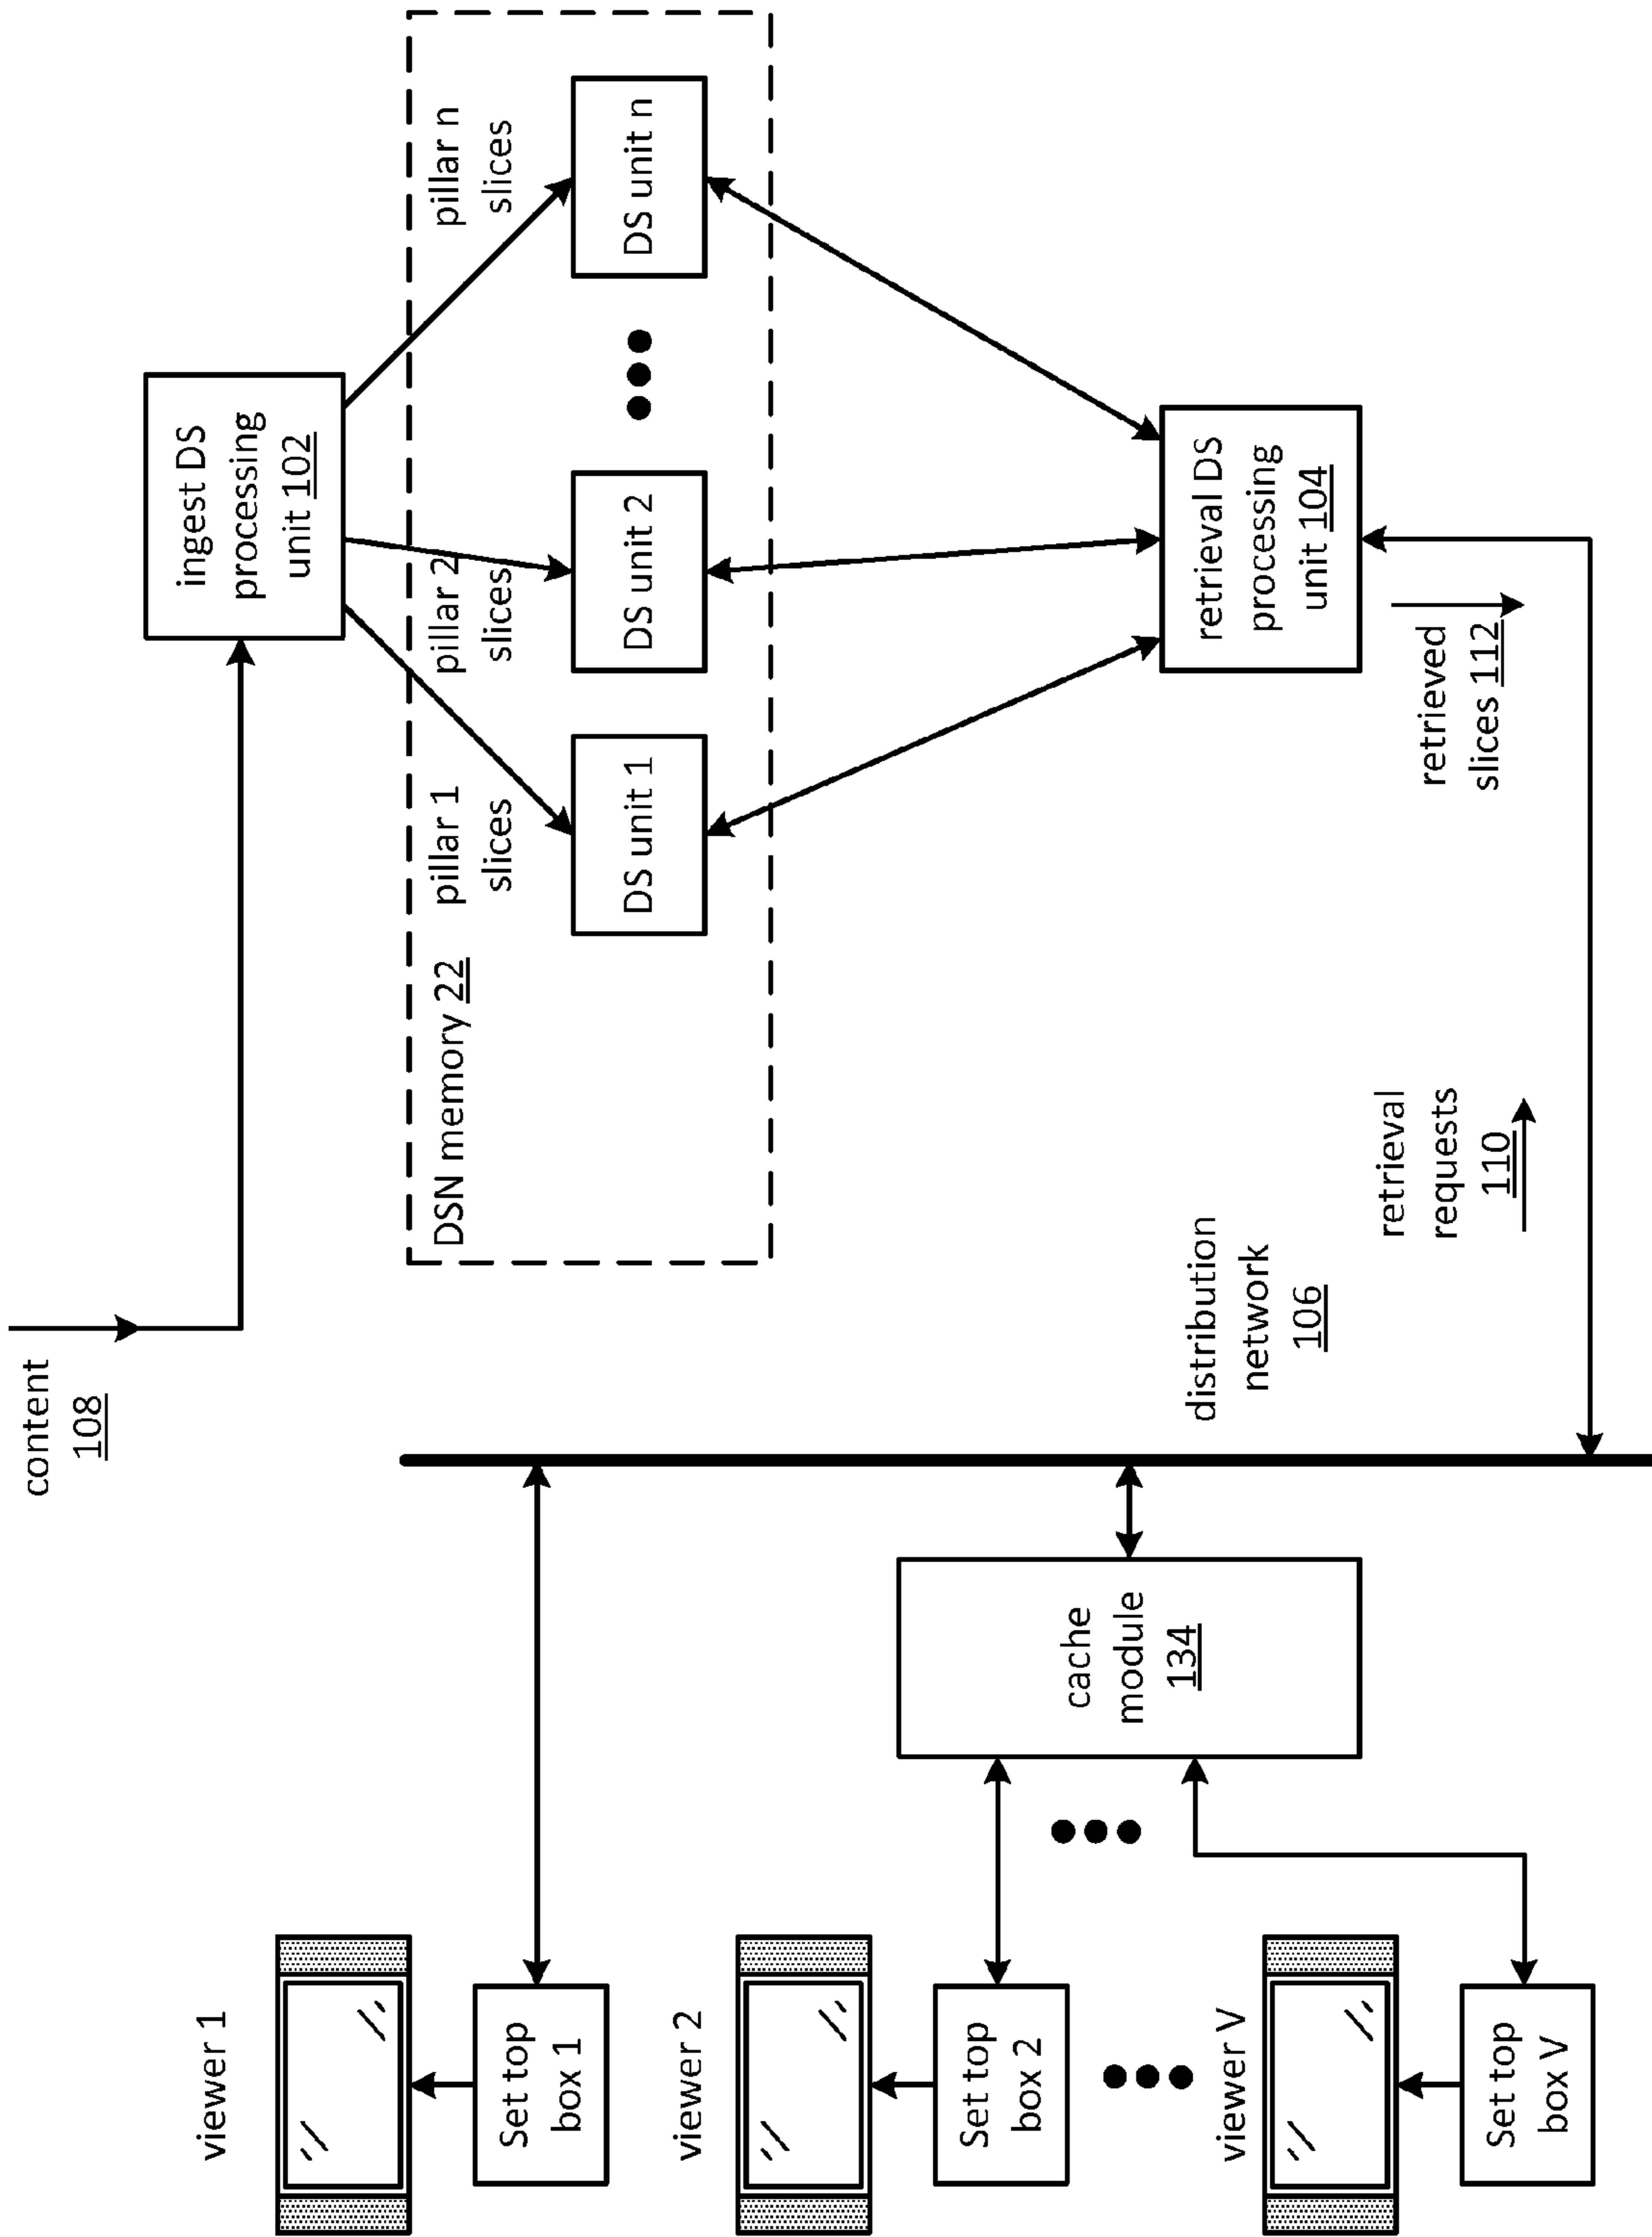 content
108
ingest DS
processing
unit 102
DSN memory 22
pillar 1
slices
pillar 2
slices
pillar n
slices
DS unit 1
DS unit 2
DS unit n
retrieval DS
processing
unit 104
retrieved
slices 112
retrieval
requests
110
distribution
network
106
cache
module
134
viewer 1
Set top
box 1
viewer 2
Set top
box 2
viewer V
Set top
box V